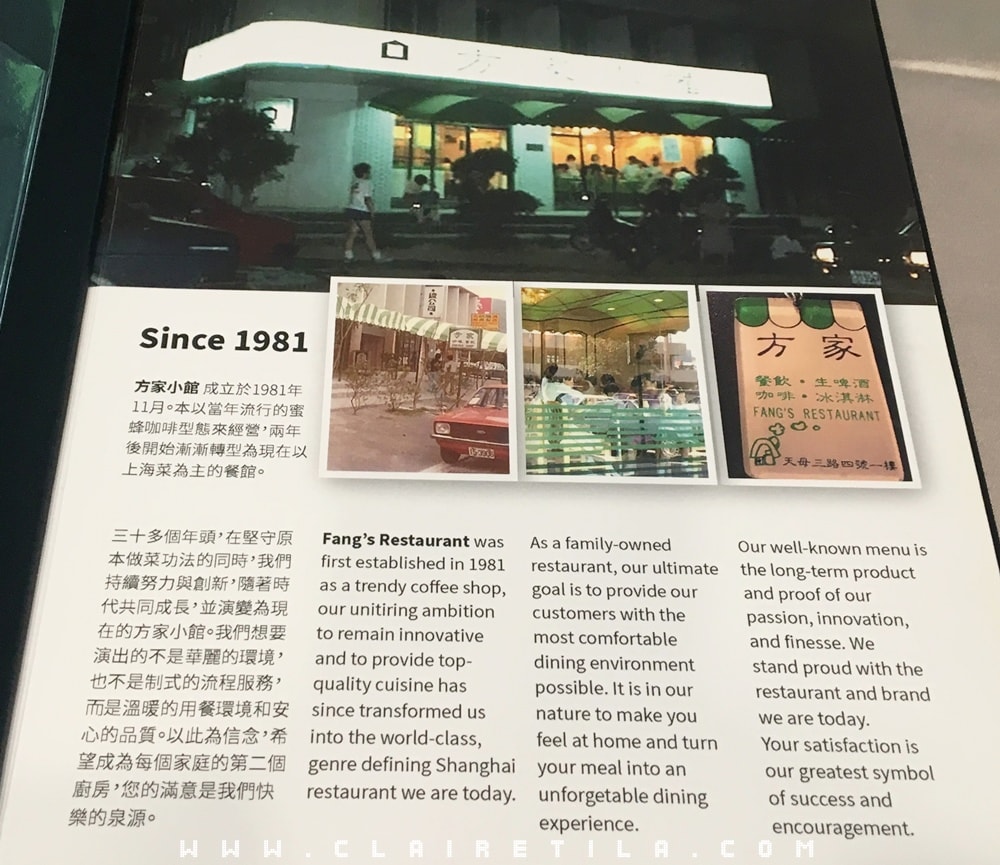 方家小館
Since 1981
方家小館 成立於1981年
11月。本以當年流行的蜜
蜂咖啡型態來經營，兩年
後開始漸漸轉型為現在以
上海菜為主的餐館。
方家
方家
餐飲・生啤酒
咖啡・冰淇淋
FANG'S RESTAURANT
天母三路四號一樓
三十多個年頭，在堅守原
本做菜功法的同時，我們
持續努力與創新，隨著時
代共同成長，並演變為現
在的方家小館。我們想要
演出的不是華麗的環境，
也不是制式的流程服務，
而是溫暖的用餐環境和安
心的品質。以此為信念，希
望成為每個家庭的第二個
廚房，您的滿意是我們快
樂的泉源。
Fang's Restaurant was
first established in 1981
as a trendy coffee shop,
our unitiring ambition
to remain innovative
and to provide top-
quality cuisine has
since transformed us
into the world-class,
genre defining Shanghai
restaurant we are today.
As a family-owned
restaurant, our ultimate
goal is to provide our
customers with the
most comfortable
dining environment
possible. It is in our
nature to make you
feel at home and turn
your meal into an
unforgetable dining
experience.
Our well-known menu is
the long-term product
and proof of our
passion, innovation,
and finesse. We
stand proud with the
restaurant and brand
we are today.
Your satisfaction is
our greatest symbol
of success and
encouragement.
WWW.CLAIRETILA.COM